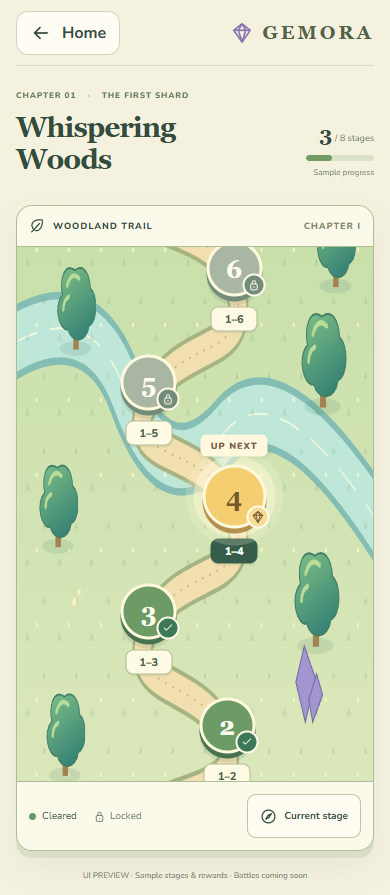 Home
GEMORA
CHAPTER 01 · THE FIRST SHARD
Whispering
Woods
3 / 8 stages
Sample progress
WOODLAND TRAIL
CHAPTER I
6
1–6
5
1–5
UP NEXT
4
1–4
3
1–3
2
1–2
Cleared
Locked
Current stage
UI PREVIEW · Sample stages & rewards · Battles coming soon